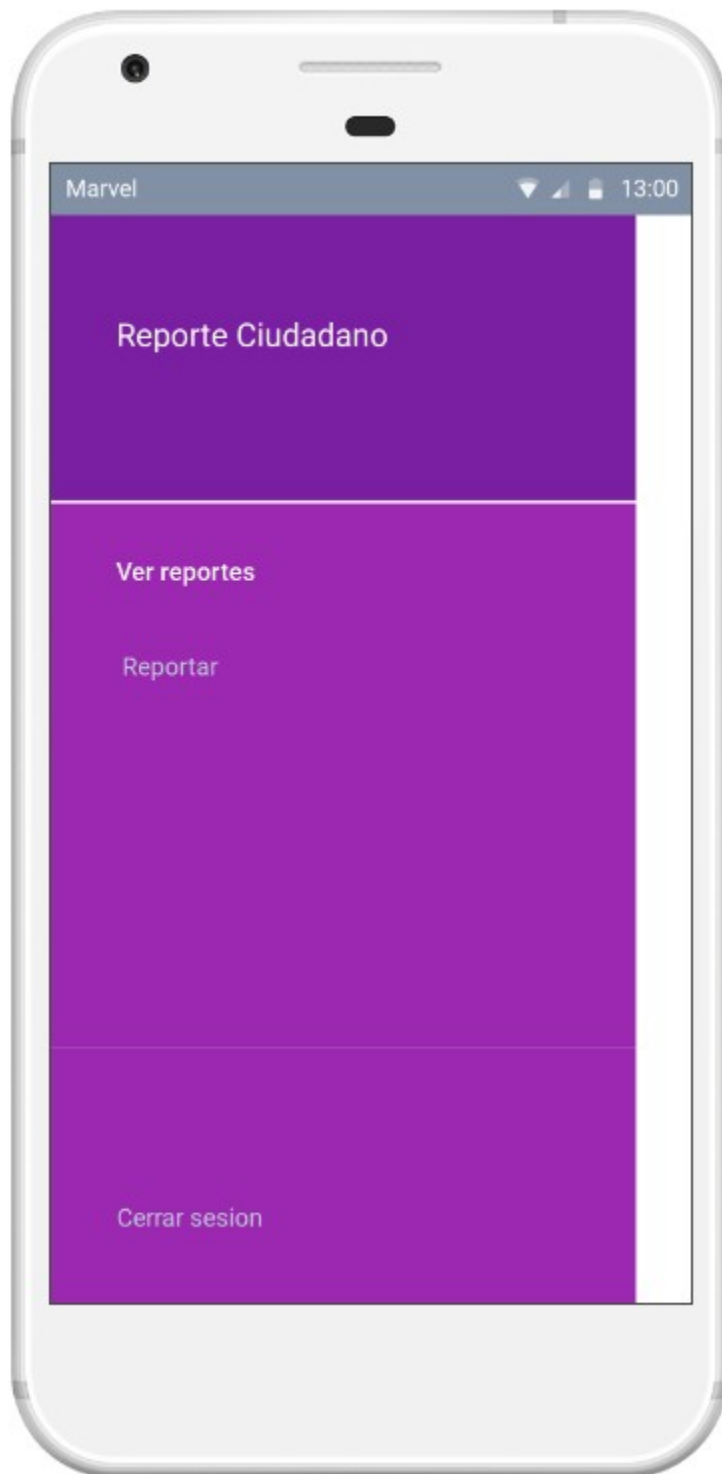 Marvel 13:00
Reporte Ciudadano
Ver reportes
Reportar
Cerrar sesion